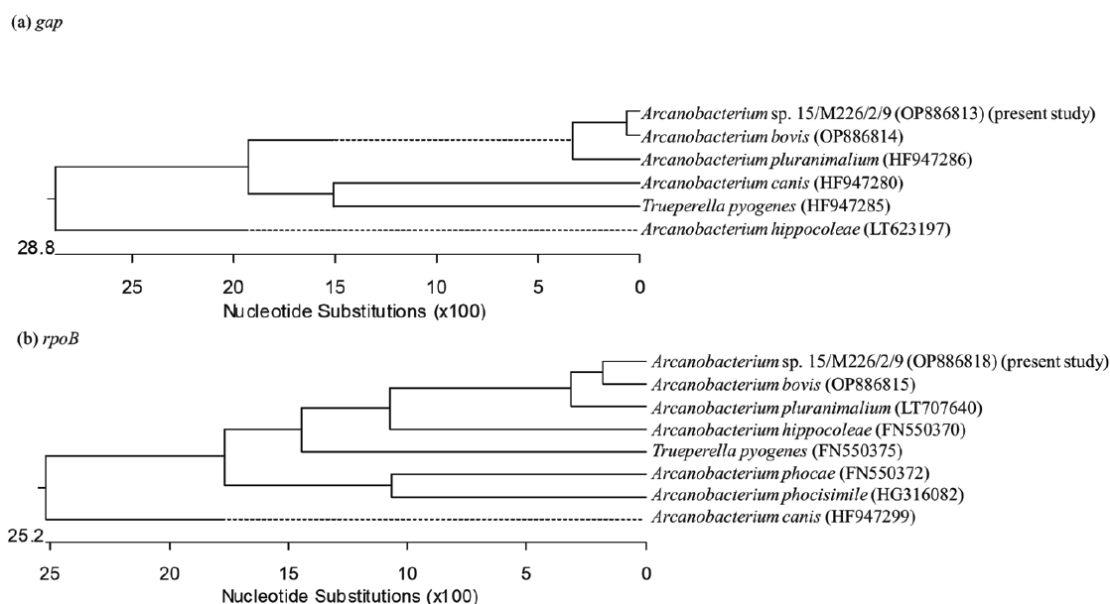 (a) gap
Arcanobacterium sp. 15/M226/2/9 (OP886813) (present study)
Arcanobacterium bovis (OP886814)
Arcanobacterium pluranimalium (HF947286)
Arcanobacterium canis (HF947280)
Trueperella pyogenes (HF947285)
Arcanobacterium hippocoleae (LT623197)
28.8
25 20 15 10 5 0
Nucleotide Substitutions (x100)
(b) rpoB
Arcanobacterium sp. 15/M226/2/9 (OP886818) (present study)
Arcanobacterium bovis (OP886815)
Arcanobacterium pluranimalium (LT707640)
Arcanobacterium hippocoleae (FN550370)
Trueperella pyogenes (FN550375)
Arcanobacterium phocae (FN550372)
Arcanobacterium phocisimile (HG316082)
Arcanobacterium canis (HF947299)
25.2
25 20 15 10 5 0
Nucleotide Substitutions (x100)